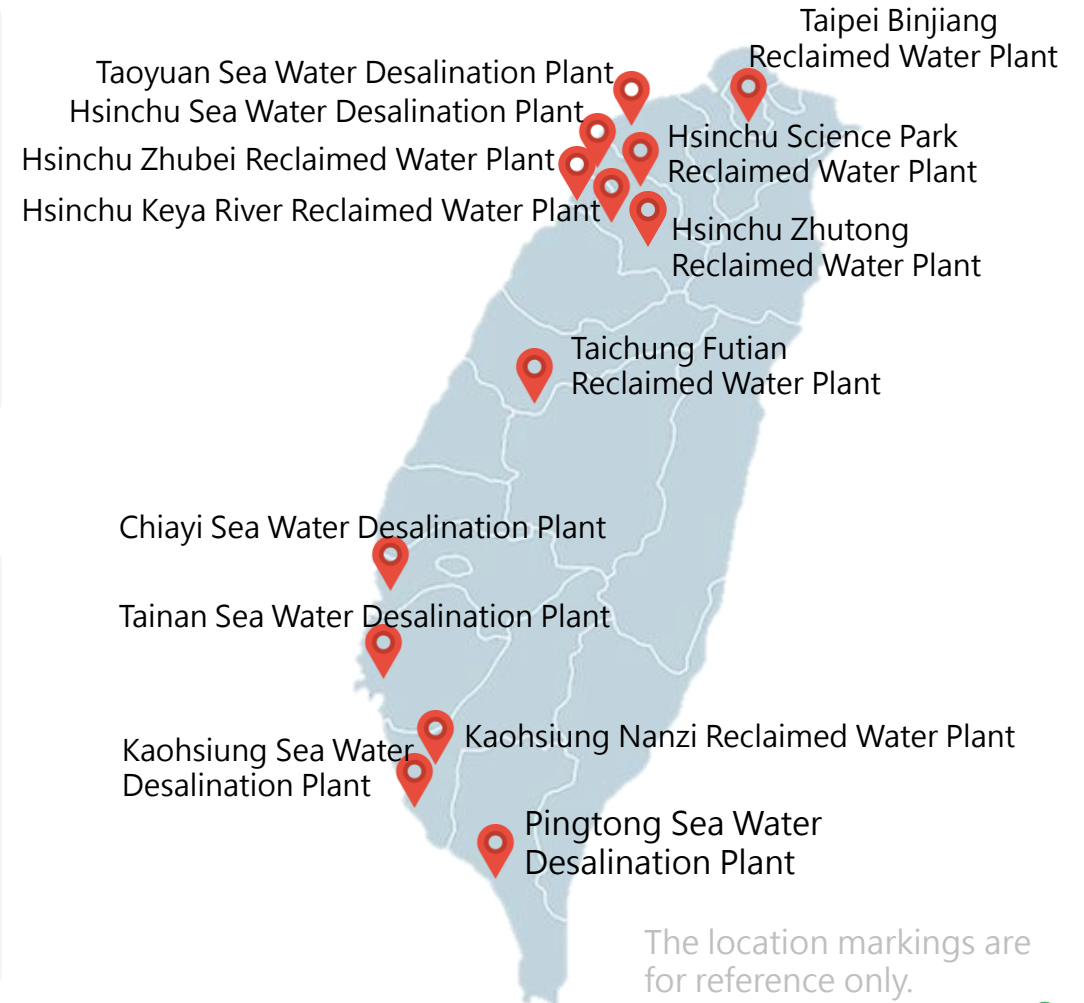 Taipei Binjiang
Reclaimed Water Plant
Taoyuan Sea Water Desalination Plant
Hsinchu Sea Water Desalination Plant
Hsinchu Science Park
Reclaimed Water Plant
Hsinchu Zhubei Reclaimed Water Plant
Hsinchu Keya River Reclaimed Water Plant
Hsinchu Zhutong
Reclaimed Water Plant
Taichung Futian
Reclaimed Water Plant
Chiayi Sea Water Desalination Plant
Tainan Sea Water Desalination Plant
Kaohsiung Nanzi Reclaimed Water Plant
Kaohsiung Sea Water
Desalination Plant
Pingtong Sea Water
Desalination Plant
The location markings are
for reference only.